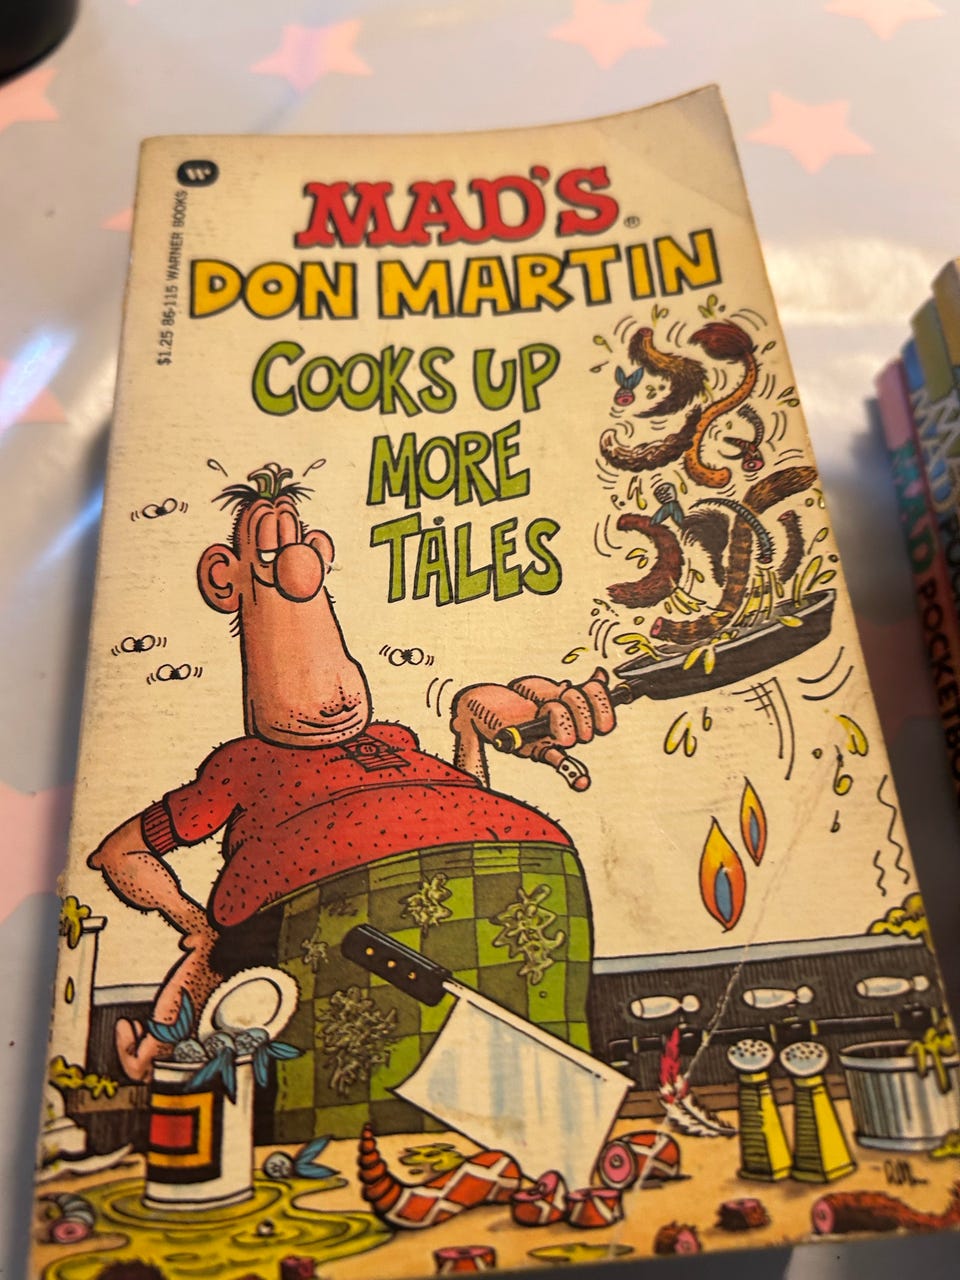 W
$1.25 86-115 WARNER BOOKS
MAD'S®
DON MARTIN
COOKS UP
MORE
TALES
MAD
MAD POCKETBO